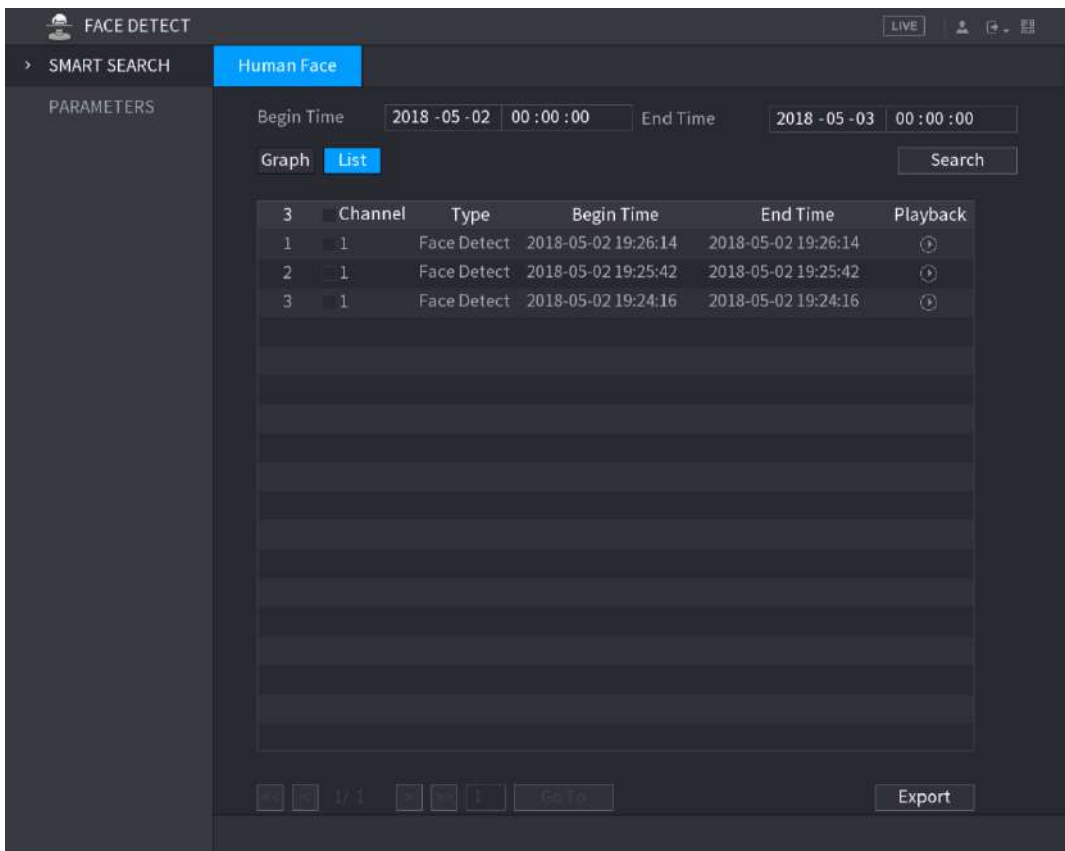 FACE DETECT
LIVE
SMART SEARCH
Human Face
PARAMETERS
Begin Time 2018 -05 -02 00 :00 :00 End Time 2018 -05 -03 00 :00 :00
Graph List Search
3 Channel Type Begin Time End Time Playback
1 1 Face Detect 2018-05-02 19:26:14 2018-05-02 19:26:14
2 1 Face Detect 2018-05-02 19:25:42 2018-05-02 19:25:42
3 1 Face Detect 2018-05-02 19:24:16 2018-05-02 19:24:16
<< < 1/ 1 > >> 1 Go To Export